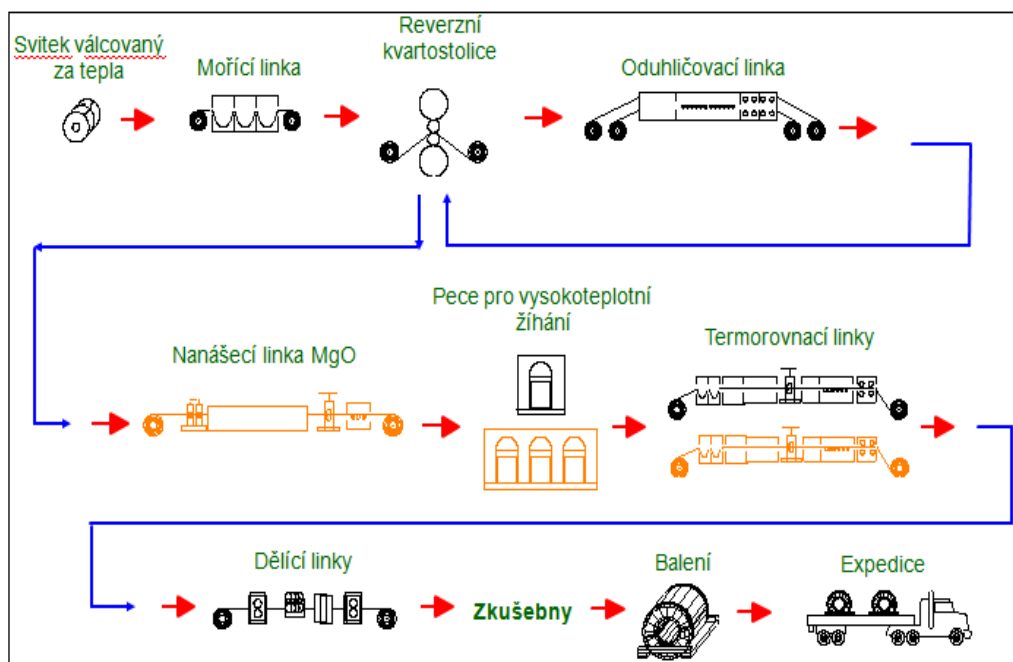 Svitek válcovaný
za tepla
Mořící linka
Reverzní
kvartostolice
Oduhličovací linka
Nanášecí linka MgO
Pece pro vysokoteplotní
žíhání
Termorovnací linky
Dělící linky
Zkušebny
Balení
Expedice